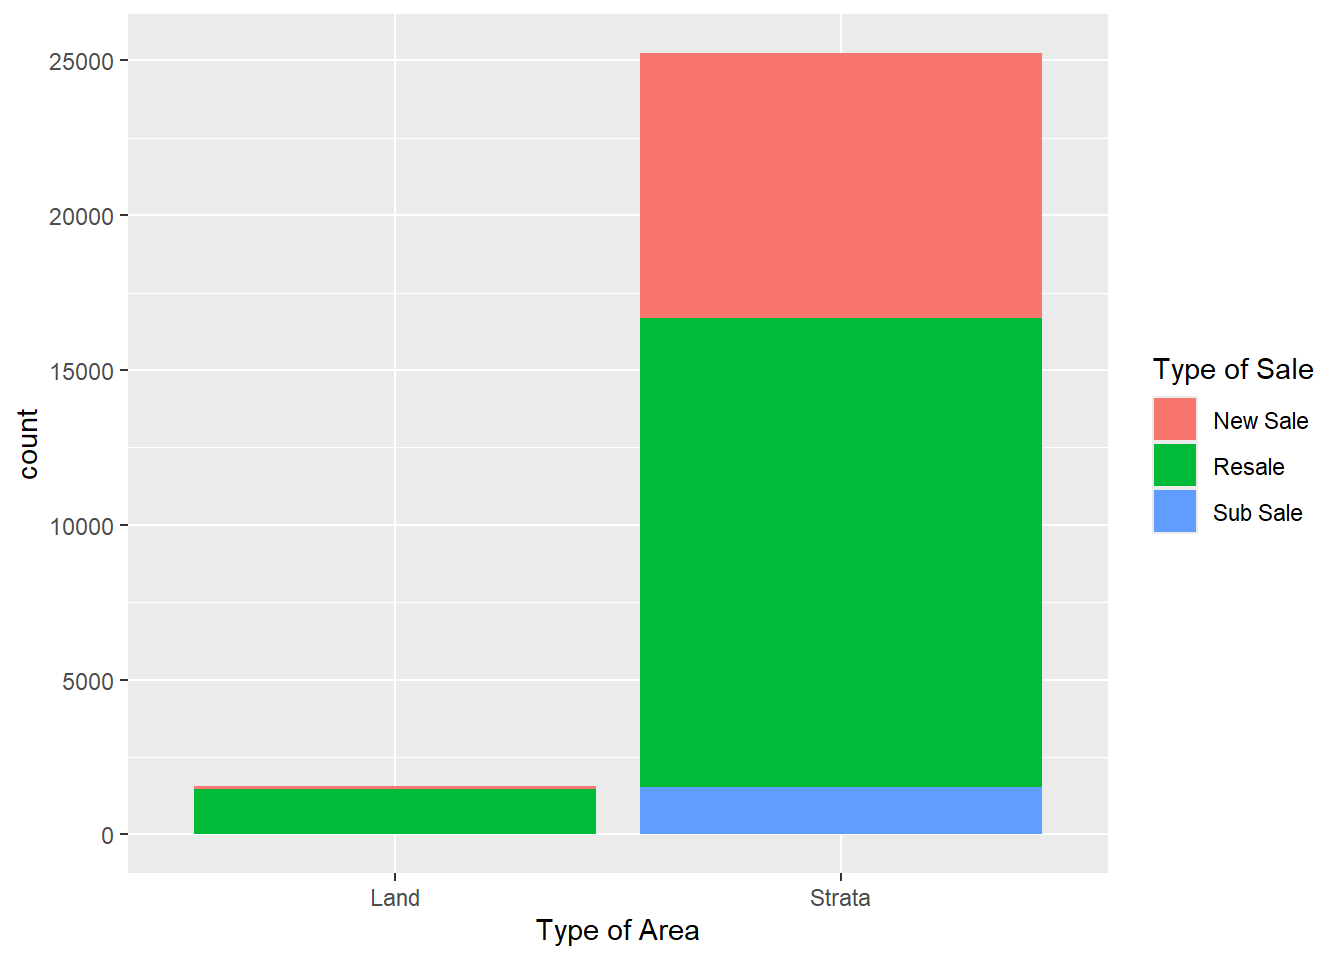 25000
20000
15000
10000
5000
0
count
Land
Strata
Type of Area
Type of Sale
New Sale
Resale
Sub Sale